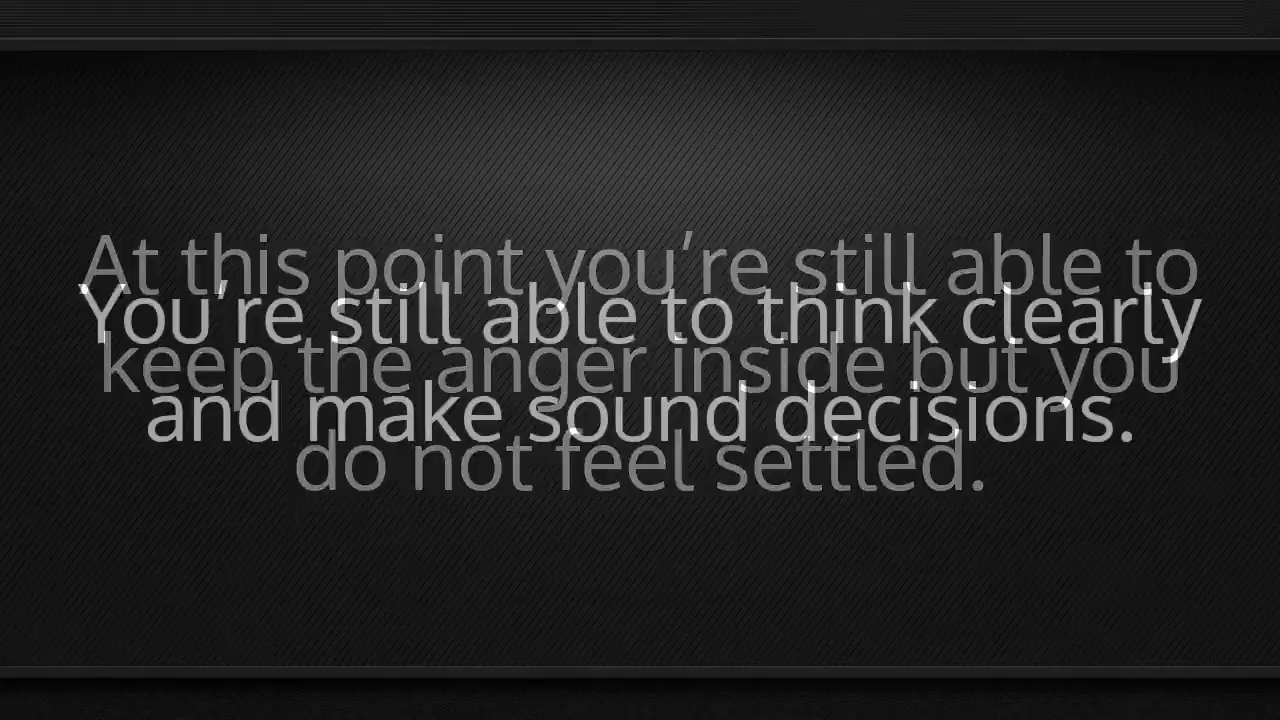 At this point you're still able to
keep the anger inside but you
do not feel settled.
You're still able to think clearly
and make sound decisions.